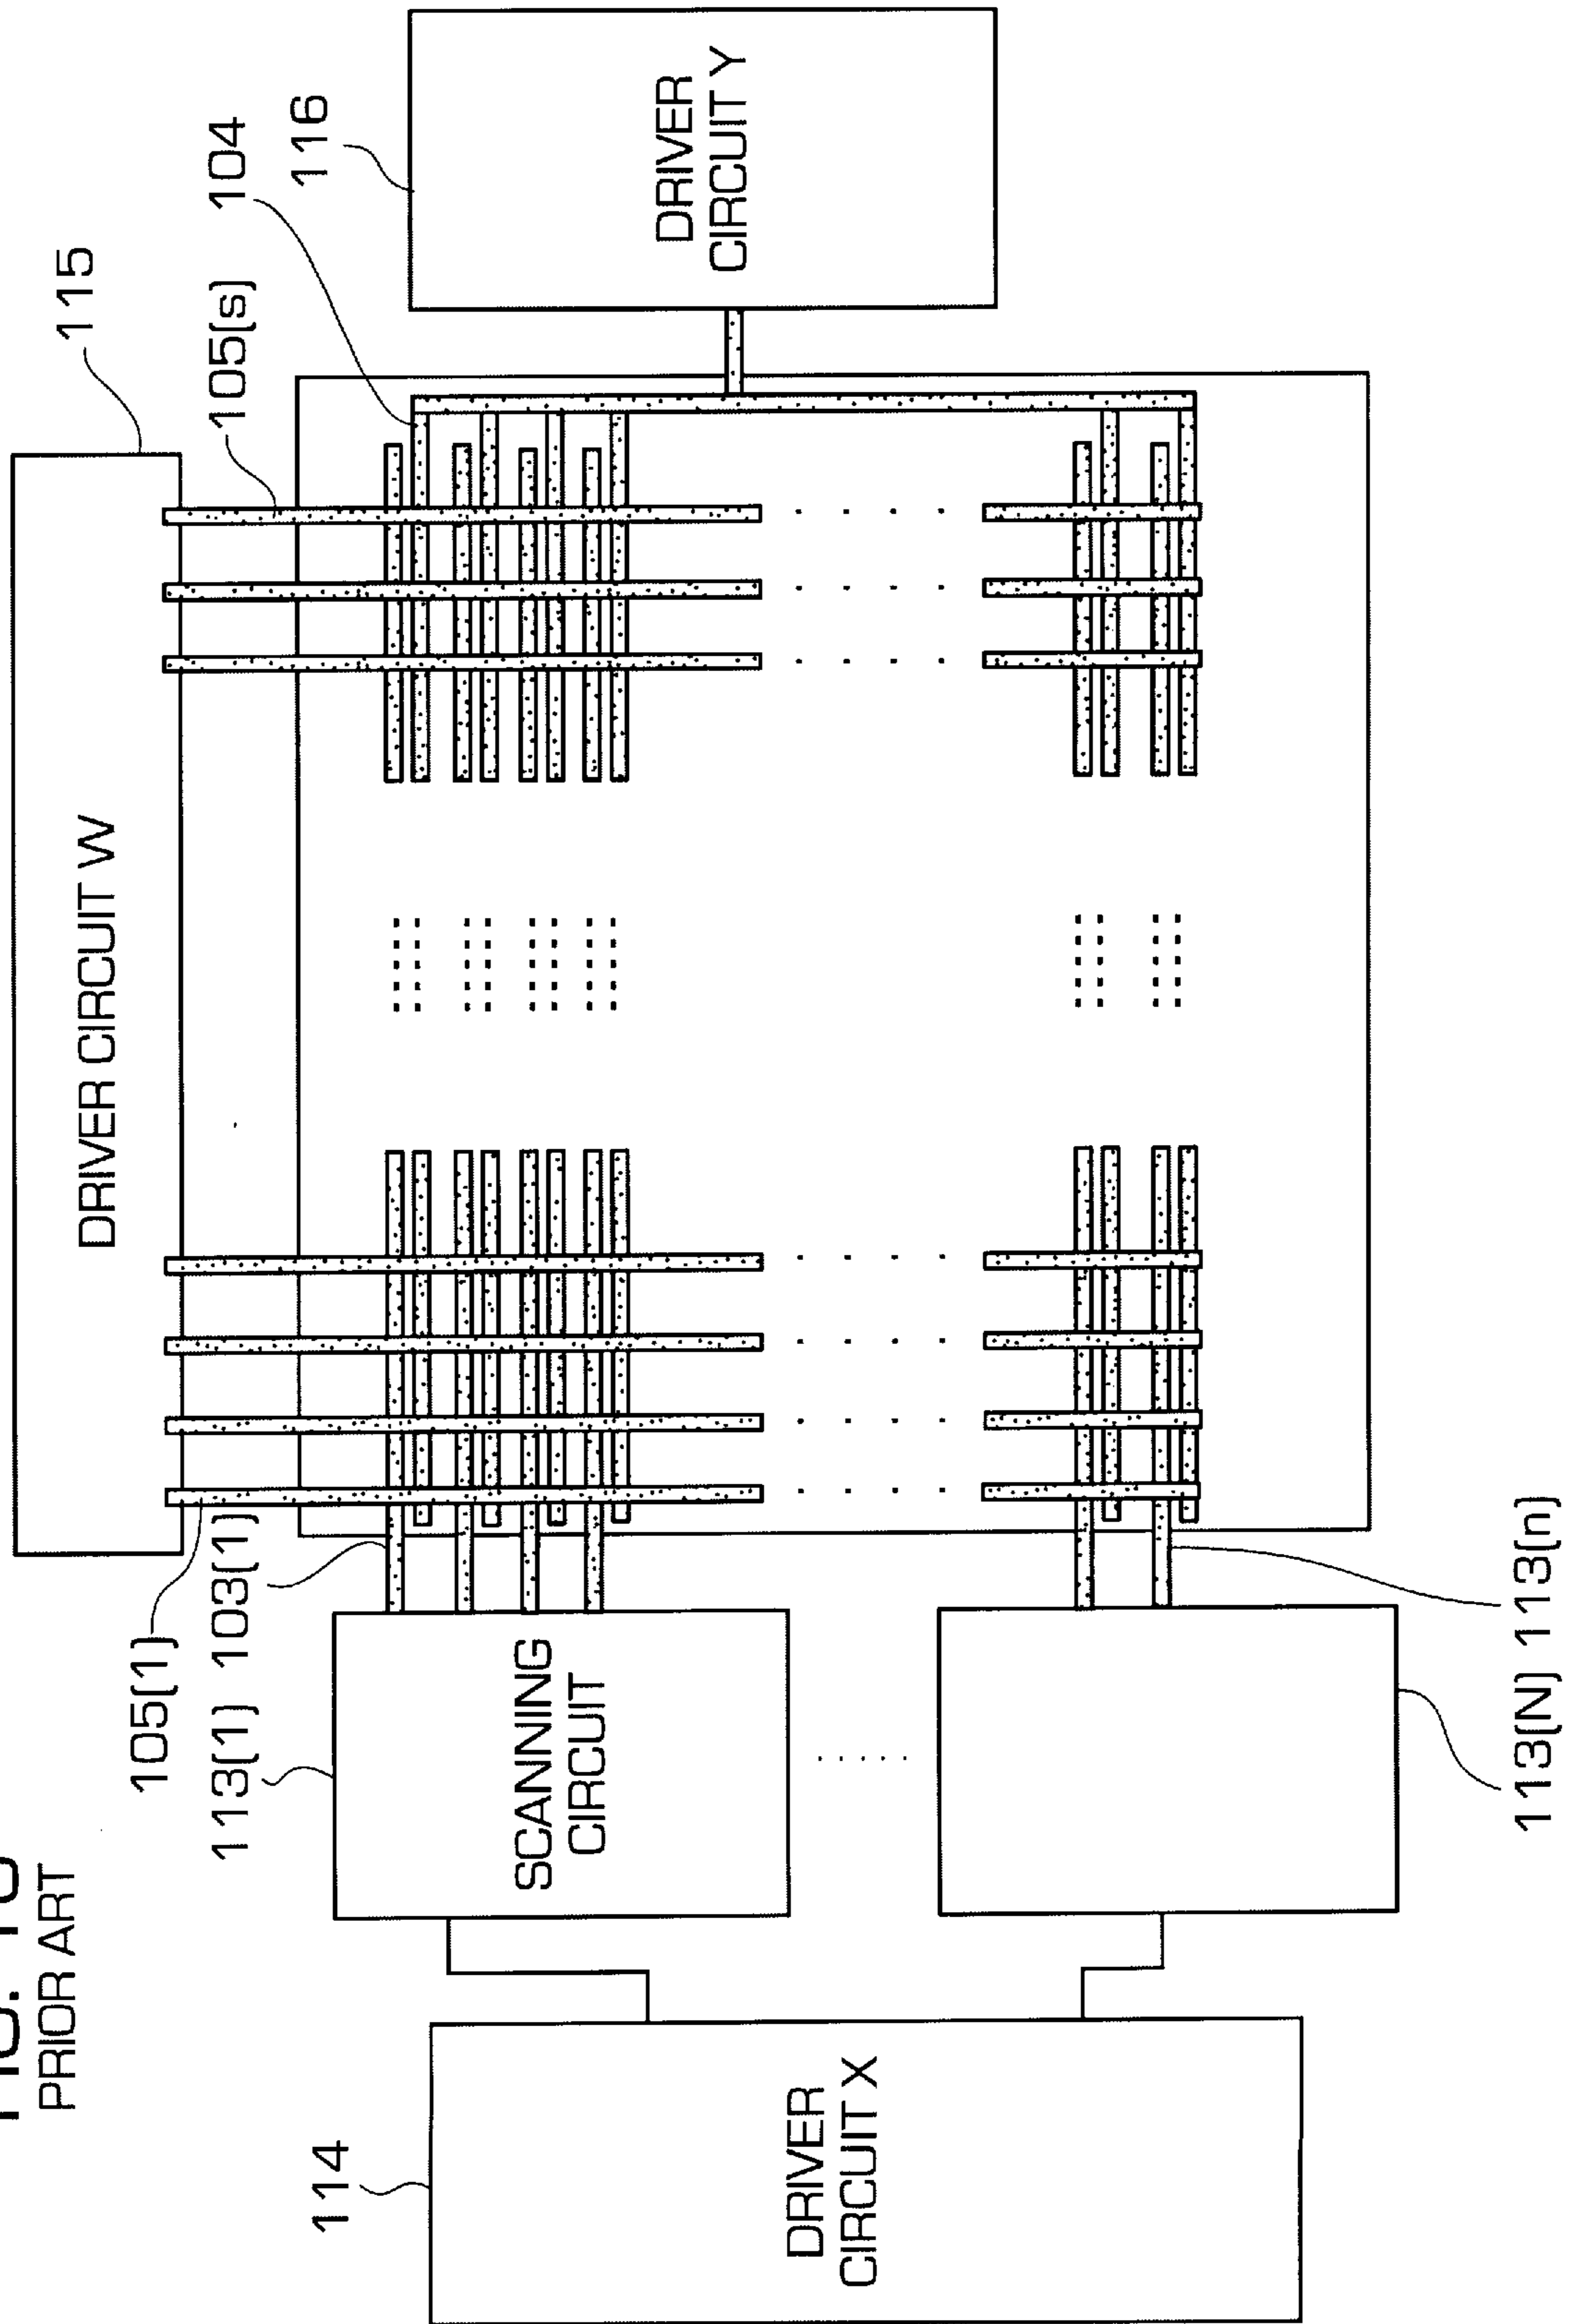 PRIOR ART
DRIVER CIRCUIT W
115
105(s)
104
116
DRIVER
CIRCUIT Y
105(1)
113(1) 103(1)
SCANNING
CIRCUIT
114
DRIVER
CIRCUIT X
113(N) 113(n)